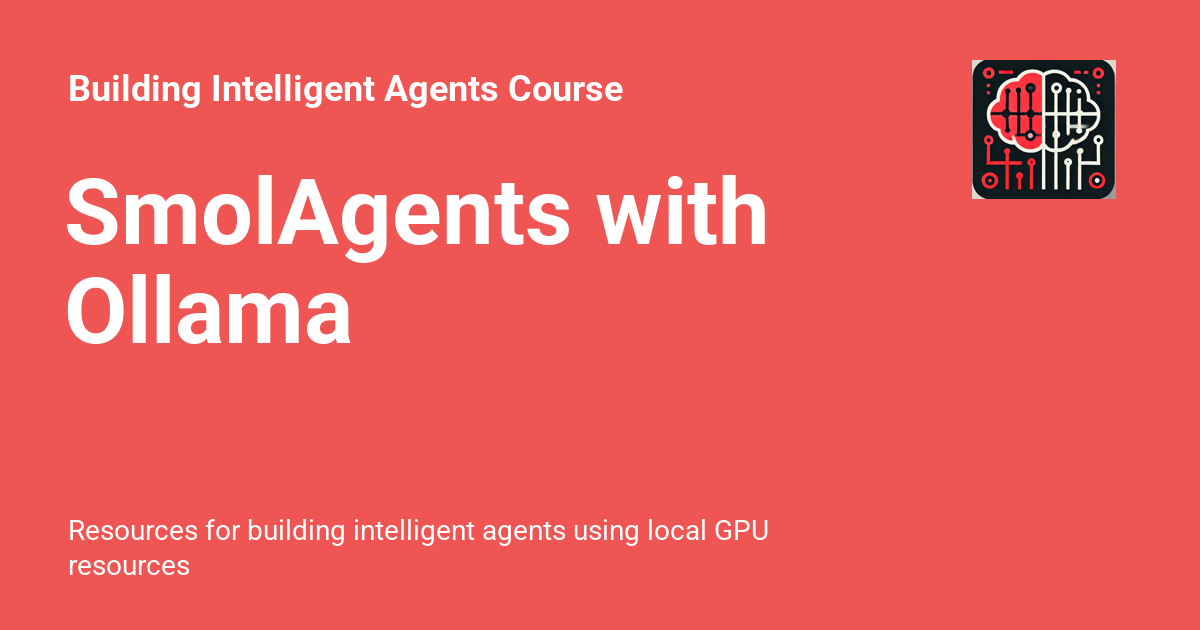 Building Intelligent Agents Course
SmolAgents with
Ollama
Resources for building intelligent agents using local GPU
resources